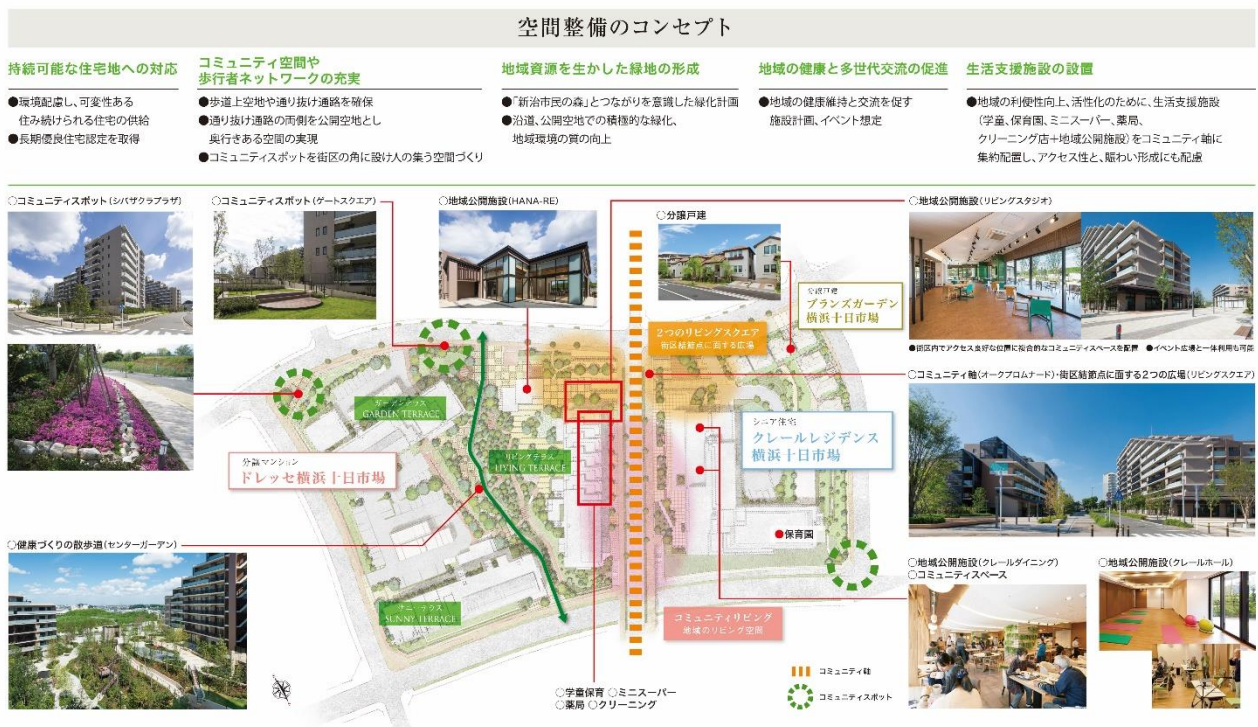 空間整備のコンセプト
持続可能な住宅地への対応
●環境配慮し、可変性ある
住み続けられる住宅の供給
●長期優良住宅認定を取得
コミュニティ空間や
歩行者ネットワークの充実
●歩道上空地や通り抜け通路を確保
●通り抜け通路の両側を公開空地とし
奥行きある空間の実現
●コミュニティスポットを街区の角に設け人の集う空間づくり
地域資源を生かした緑地の形成
●「新治市民の森」とつながりを意識した緑化計画
●沿道、公開空地での積極的な緑化、
地域環境の質の向上
地域の健康と多世代交流の促進
●地域の健康維持と交流を促す
施設計画、イベント想定
生活支援施設の設置
●地域の利便性向上、活性化のために、生活支援施設
(学童、保育園、ミニスーパー、薬局、
クリーニング店+地域公開施設)をコミュニティ軸に
集約配置し、アクセス性と、賑わい形成にも配慮
○コミュニティスポット(シバザクラプラザ)
○コミュニティスポット(ゲートスクエア)
○地域公開施設(HANA-RE)
○分譲戸建
○地域公開施設(リビングスタジオ)
●街区内でアクセス良好な位置に複合的なコミュニティスペースを配置 ●イベント広場と一体利用も可能
分譲戸建
ブランズガーデン
横浜十日市場
2つのリビングスクエア
街区結節点に面する広場
○コミュニティ軸(オークプロムナード)・街区結節点に面する2つの広場(リビングスクエア)
ガーデンテラス
GARDEN TERRACE
シニア住宅
クレールレジデンス
横浜十日市場
リビングテラス
LIVING TERRACE
分譲マンション
ドレッセ横浜十日市場
●保育園
○健康づくりの散歩道(センターガーデン)
○地域公開施設(クレールダイニング)
○コミュニティスペース
○地域公開施設(クレールホール)
サニーテラス
SUNNY TERRACE
コミュニティリビング
地域のリビング空間
コミュニティ軸
コミュニティスポット
○学童保育 ○ミニスーパー
○薬局 ○クリーニング